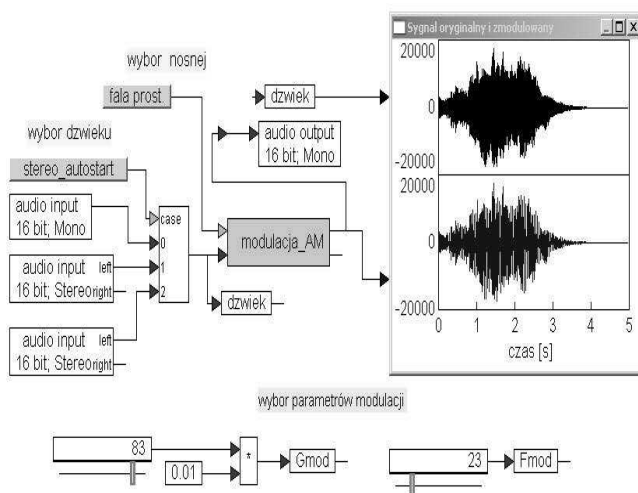 Sygnal oryginalny i zmodulowany
20000
0
-20000
20000
0
-20000
0 1 2 3 4 5
czas [s]
wybor nosnej
fala prost.
dzwiek
audio output
16 bit; Mono
wybor dzwieku
stereo_autostart
audio input
16 bit; Mono
case
0
1
2
modulacja_AM
audio input left
16 bit; Stereo right
dzwiek
audio input left
16 bit; Stereo right
wybor parametrów modulacji
83
0.01
*
Gmod
23
Fmod